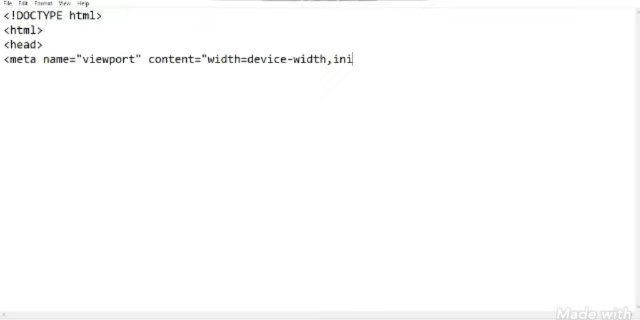 File Edit Format View Help
<!DOCTYPE html>
<html>
<head>
<meta name="viewport" content="width=device-width,ini
Made with